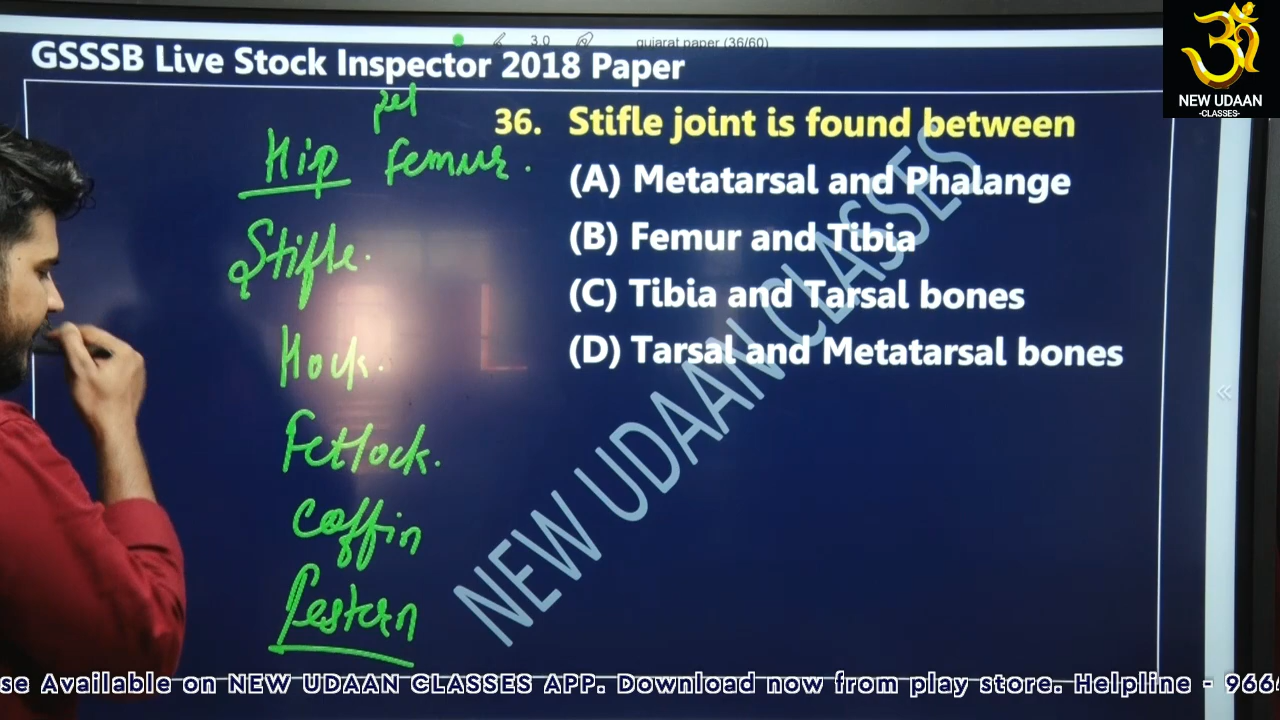 3.0
gujarat paper (36/60)
ॐ
NEW UDAAN
-CLASSES-
GSSSB Live Stock Inspector 2018 Paper
36. Stifle joint is found between
(A) Metatarsal and Phalange
(B) Femur and Tibia
(C) Tibia and Tarsal bones
(D) Tarsal and Metatarsal bones
pel
Hip femur.
Stifle.
Hock.
Fetlock.
Coffin
Pestern
NEW UDAAN CLASSES
se Available on NEW UDAAN CLASSES APP. Download now from play store. Helpline - 966